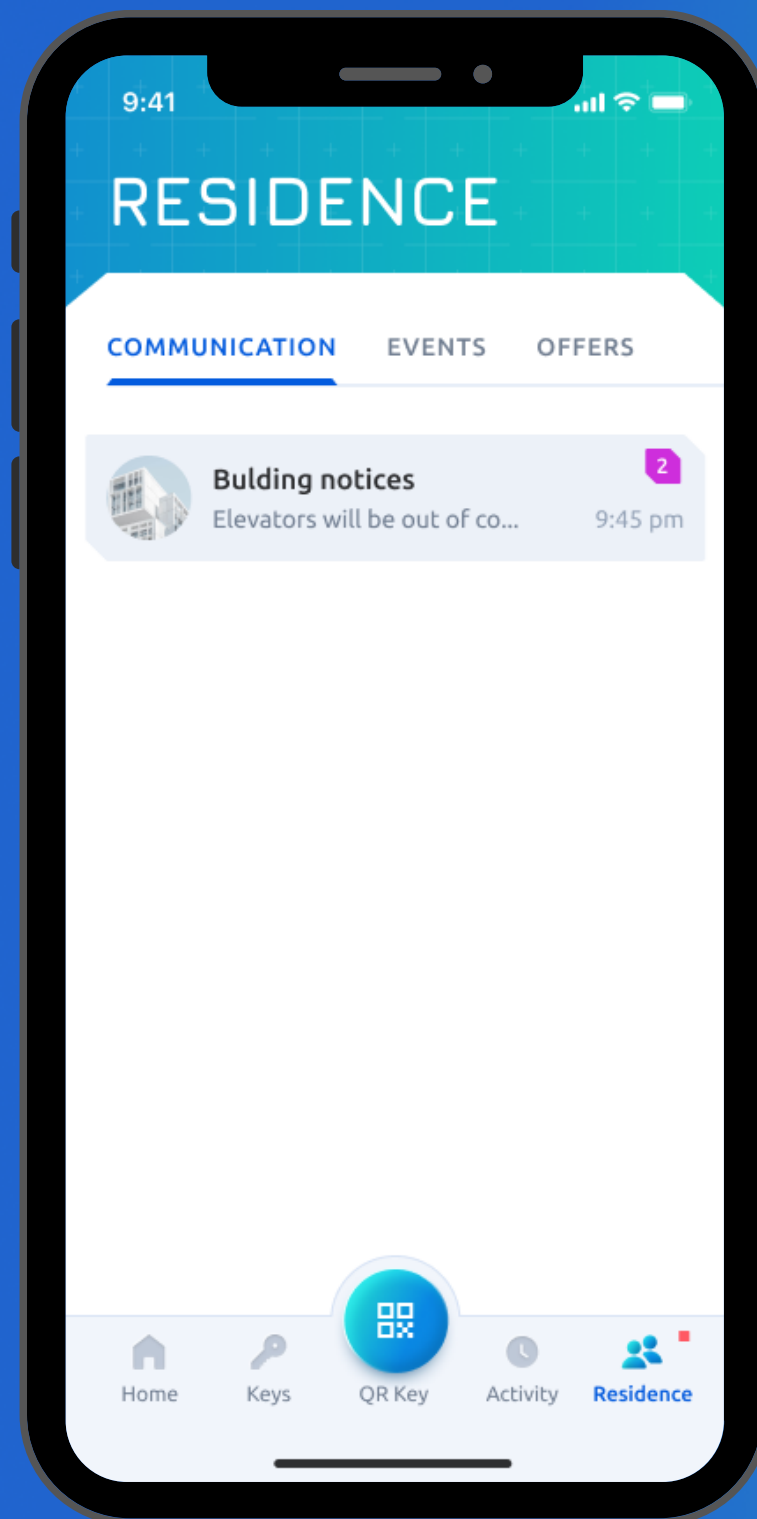 9:41
RESIDENCE
COMMUNICATION EVENTS OFFERS
Bulding notices 2
Elevators will be out of co... 9:45 pm
Home Keys QR Key Activity Residence